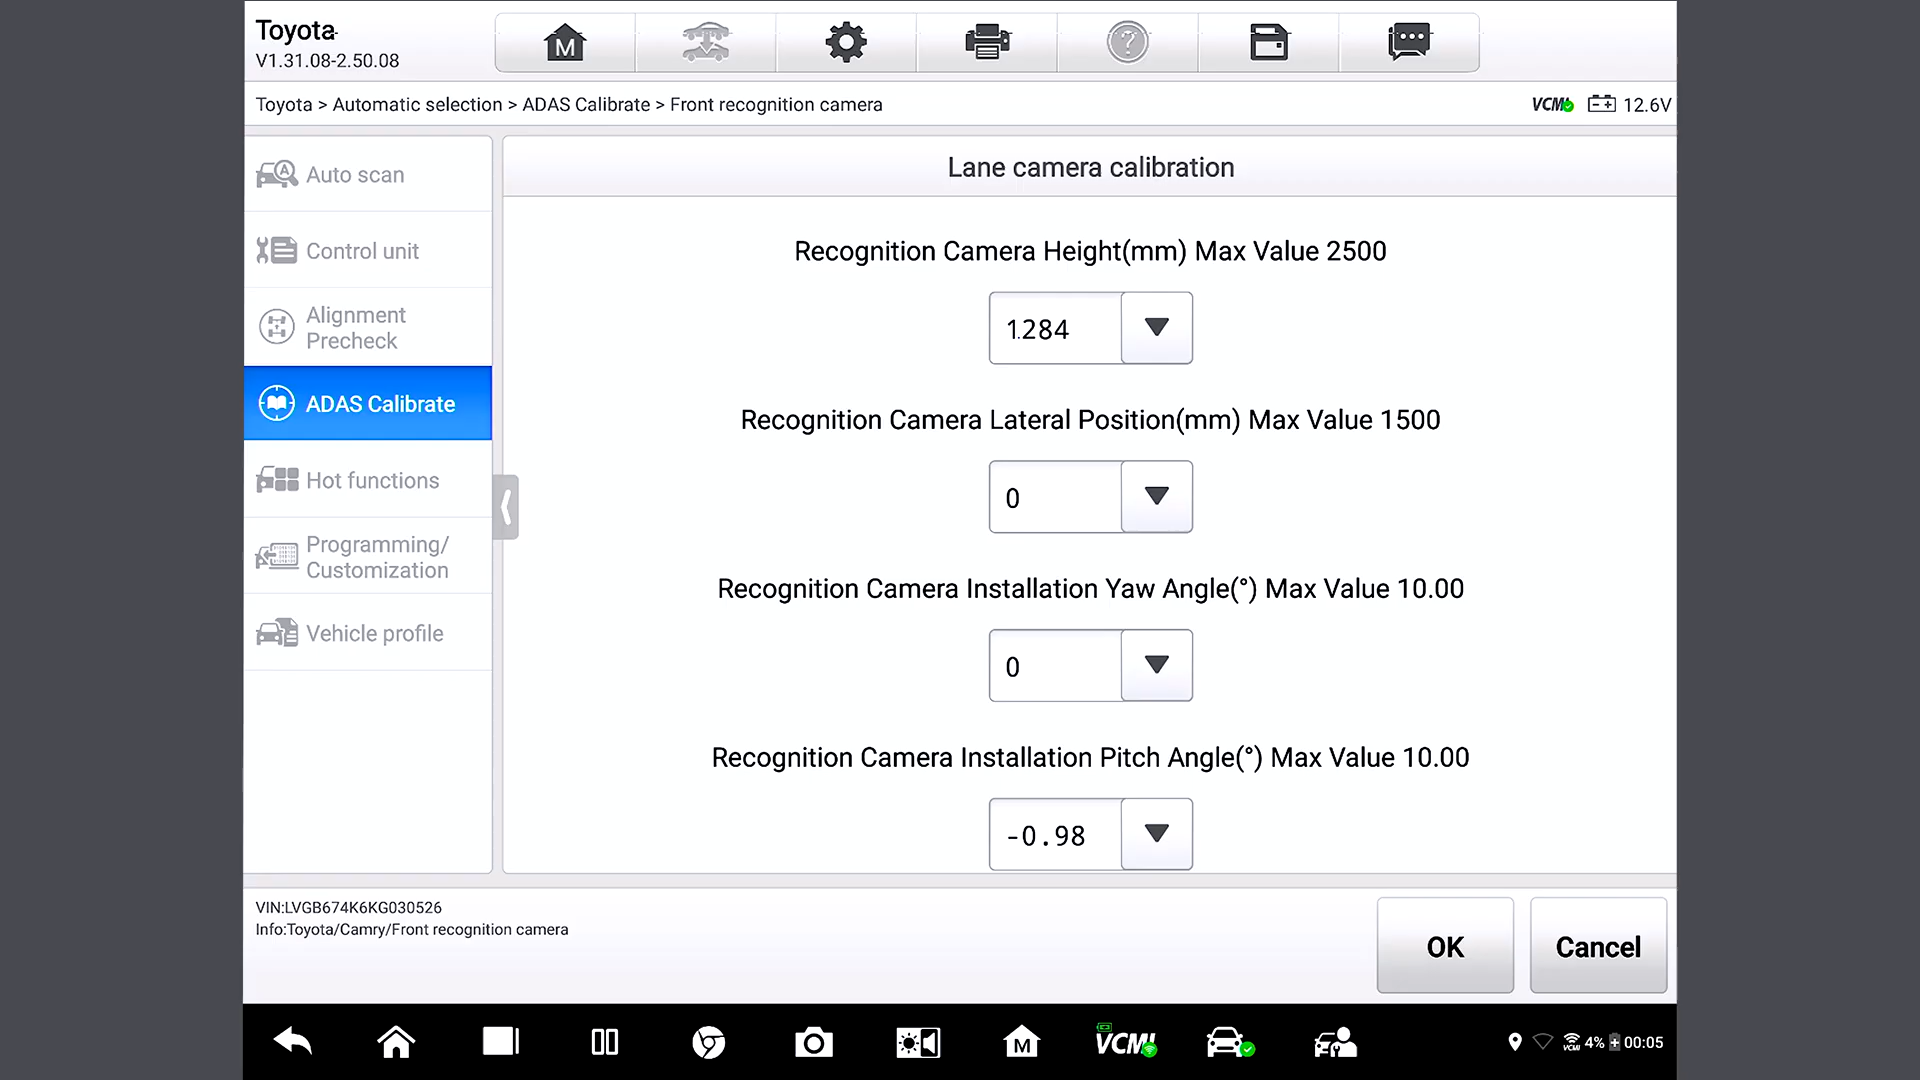 Toyota
V1.31.08-2.50.08
M
?
Toyota > Automatic selection > ADAS Calibrate > Front recognition camera
VCMI
12.6V
Auto scan
Control unit
Alignment
Precheck
ADAS Calibrate
Hot functions
Programming/
Customization
Vehicle profile
Lane camera calibration
Recognition Camera Height(mm) Max Value 2500
1284
Recognition Camera Lateral Position(mm) Max Value 1500
0
Recognition Camera Installation Yaw Angle(°) Max Value 10.00
0
Recognition Camera Installation Pitch Angle(°) Max Value 10.00
-0.98
VIN:LVGB674K6KG030526
Info:Toyota/Camry/Front recognition camera
OK
Cancel
M
VCMI
VCMI
4%
00:05